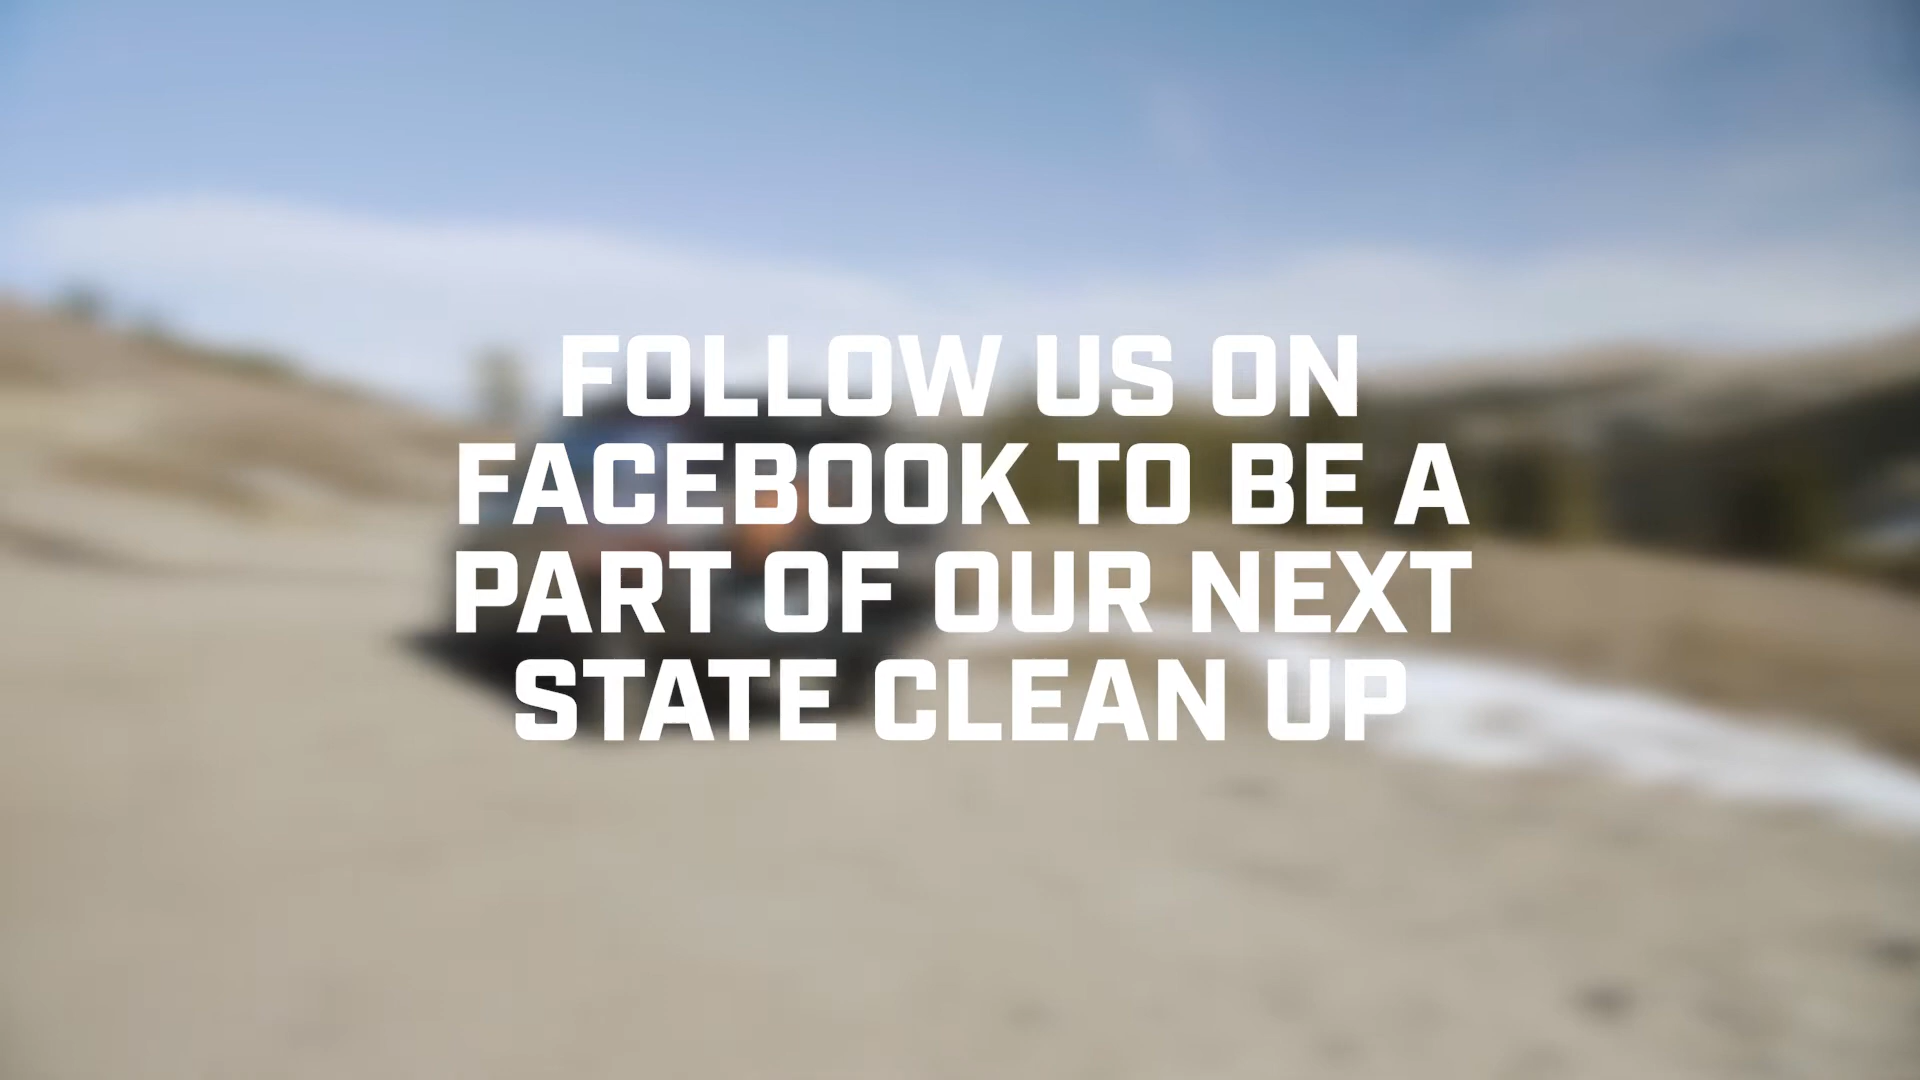 FOLLOW US ON
FACEBOOK TO BE A
PART OF OUR NEXT
STATE CLEAN UP